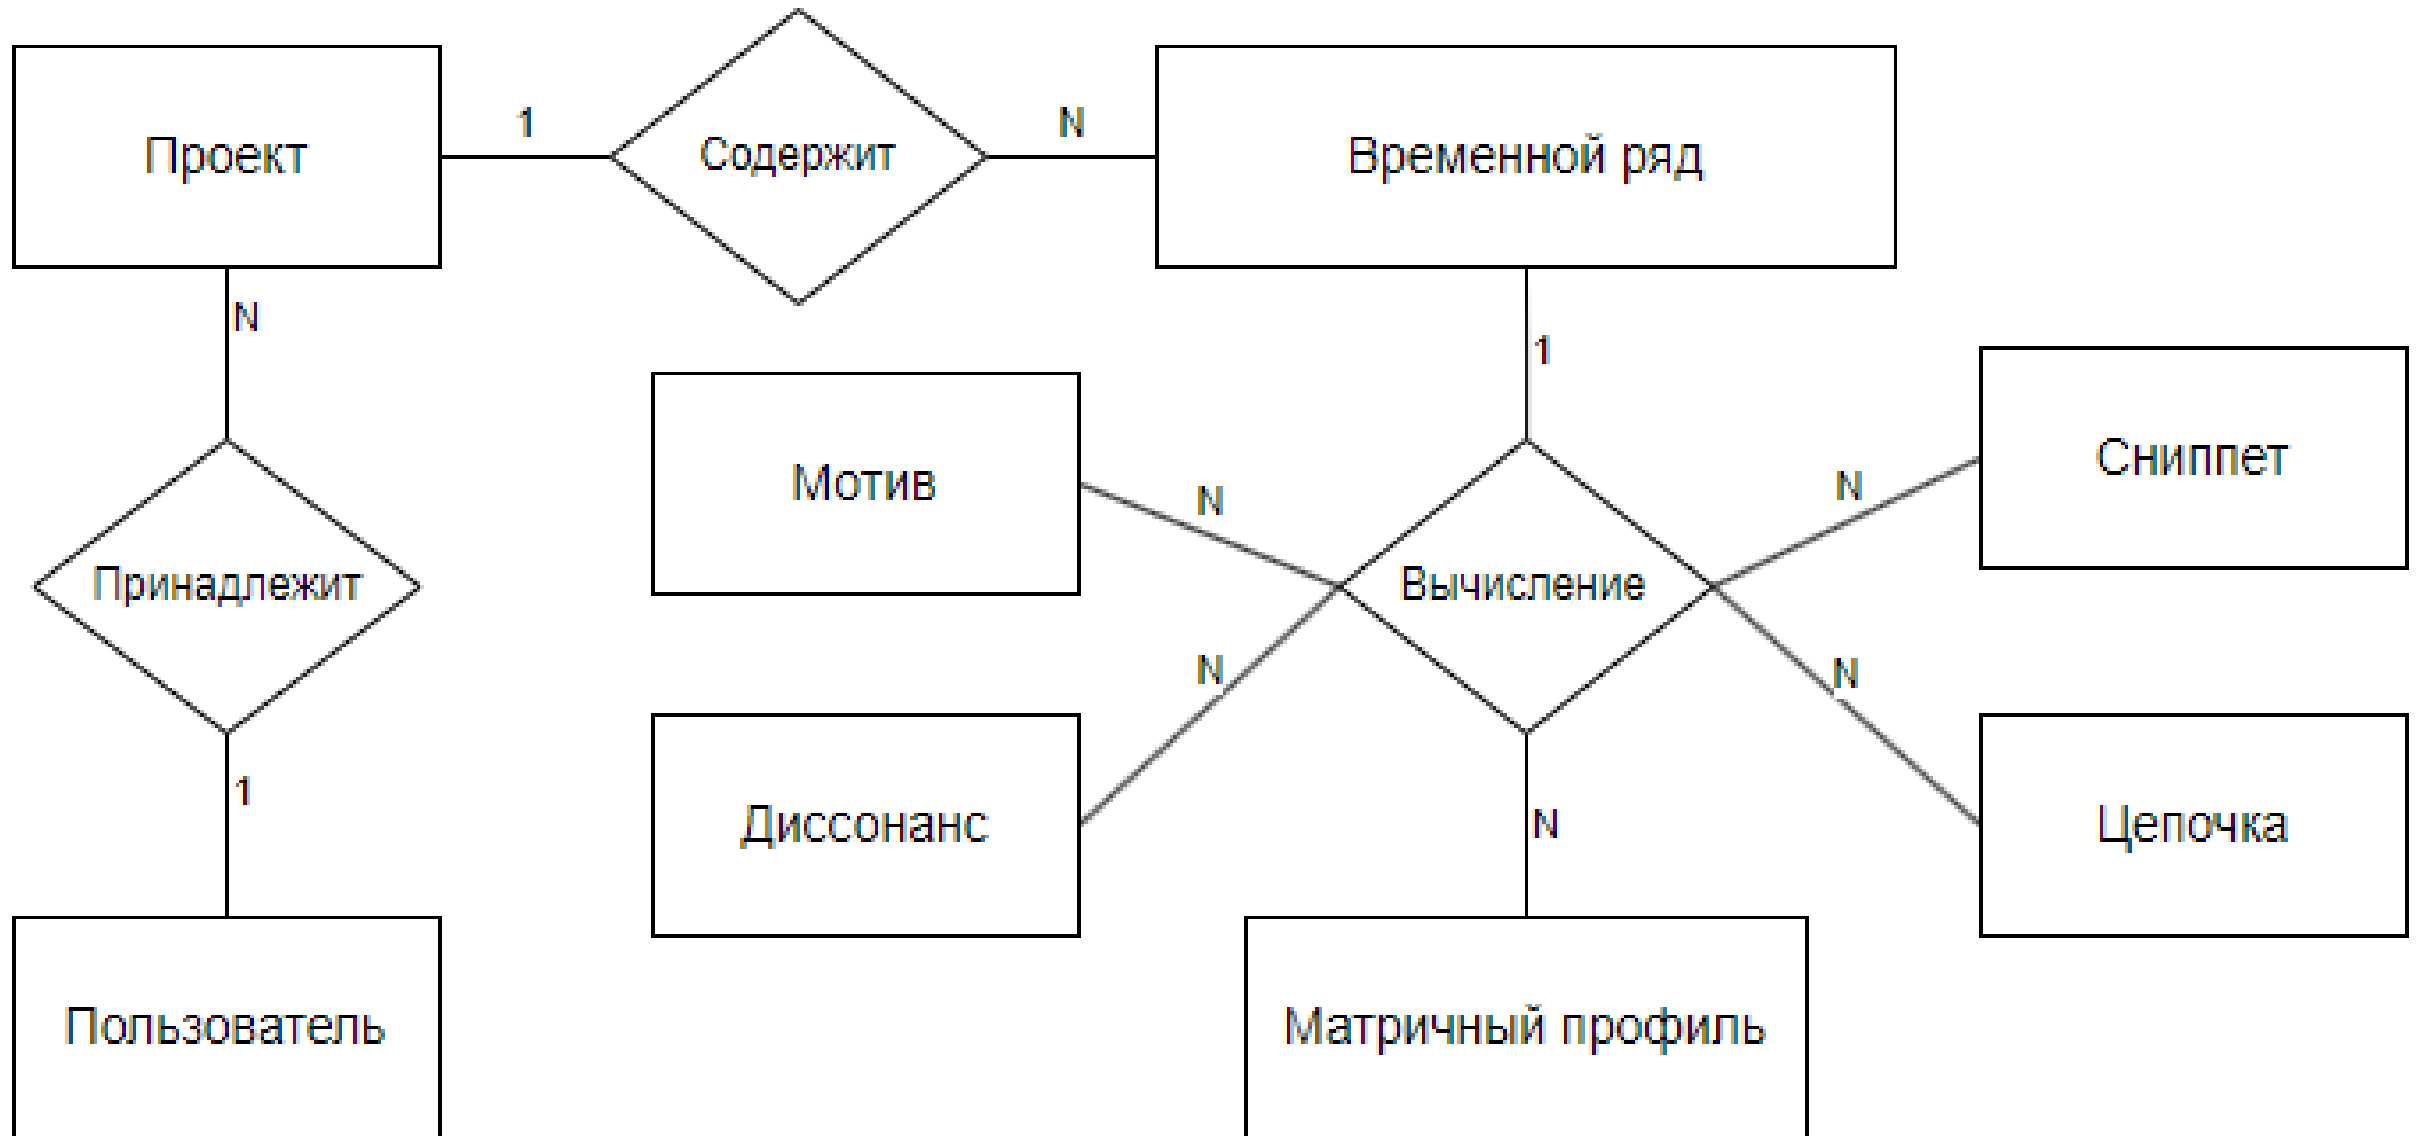 1
N
Проект
Содержит
Временной ряд
N
1
Мотив
N
N
Сниппет
Принадлежит
Вычисление
N
N
1
Диссонанс
N
Цепочка
Пользователь
Матричный профиль